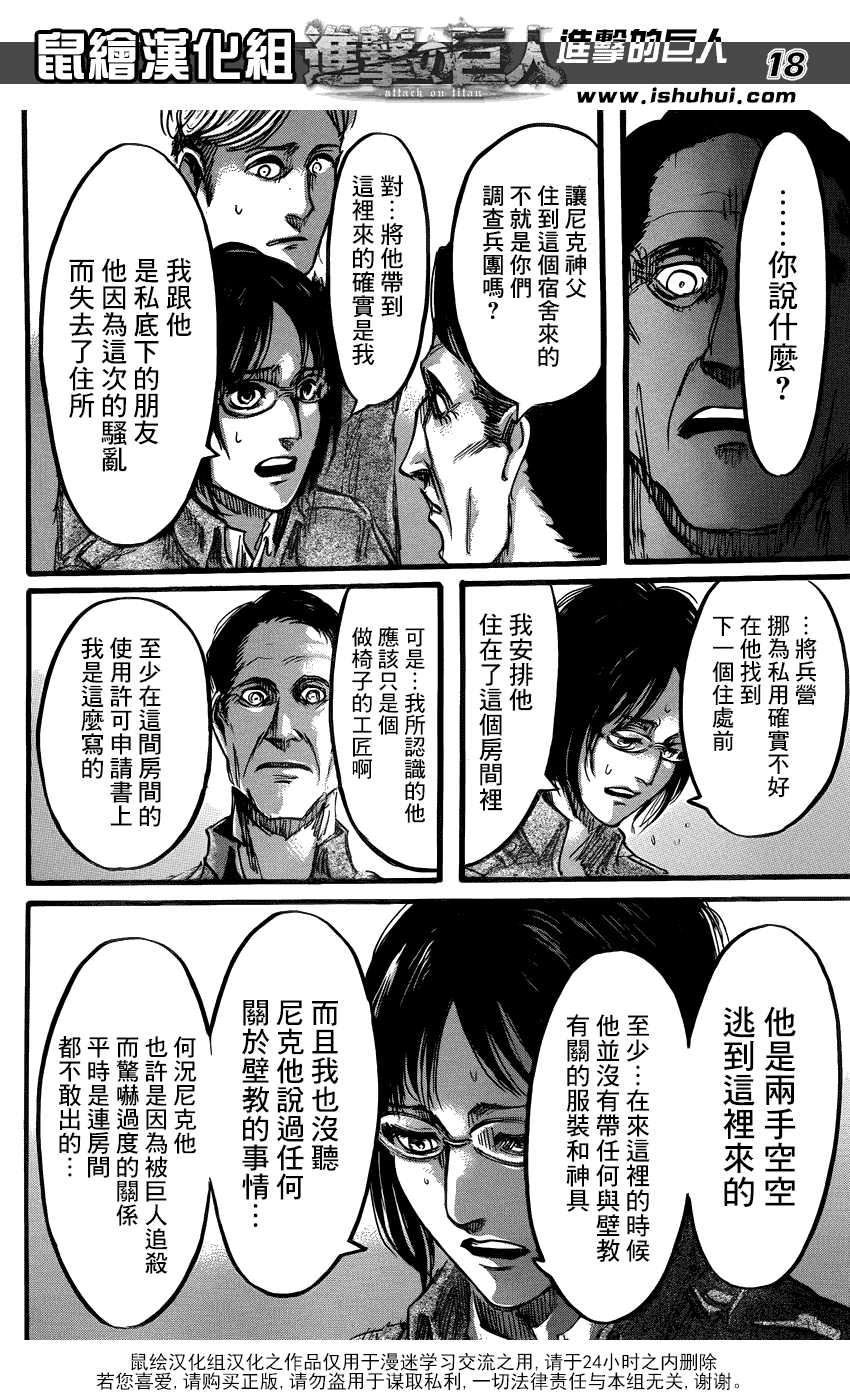 鼠繪漢化組
進撃の巨人
attack on titan
進擊的巨人
18
www.ishuhui.com
……你說什麼?
讓尼克神父
住到這個宿舍來的
不就是你們
調查兵團嗎?
對…將他帶到
這裡來的確實是我
我跟他
是私底下的朋友
他因為這次的騷亂
而失去了住所
…將兵營
挪為私用確實不好
在他找到
下一個住處前
我安排他
住在了這個房間裡
可是…我所認識的他
應該只是個
做椅子的工匠啊
至少在這間房間的
使用許可申請書上
我是這麼寫的
他是兩手空空
逃到這裡來的
至少…在來這裡的時候
他並沒有帶任何與壁教
有關的服裝和神具
而且我也沒聽
尼克他說過任何
關於壁教的事情…
何況尼克他
也許是因為被巨人追殺
而驚嚇過度的關係
平時是連房間
都不敢出的…
鼠绘汉化组汉化之作品仅用于漫迷学习交流之用,请于24小时之内删除
若您喜爱,请购买正版,请勿盗用于谋取私利,一切法律责任与本组无关,谢谢.